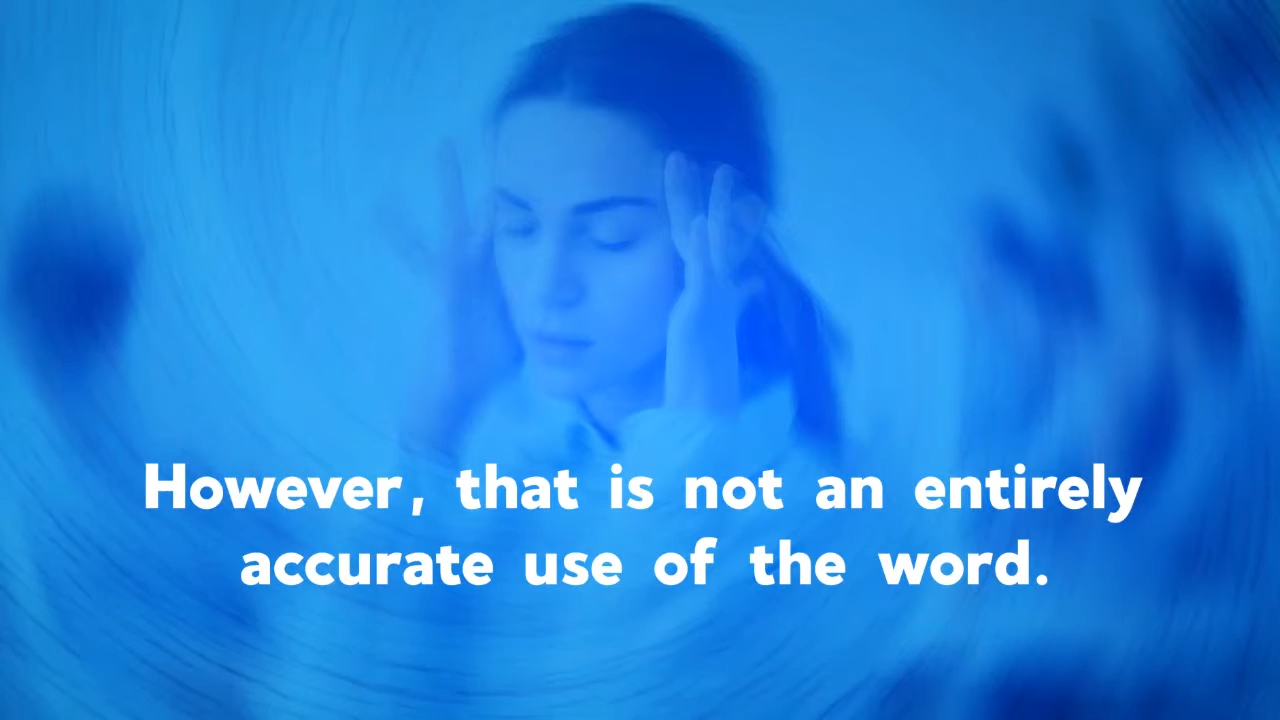 However, that is not an entirely
accurate use of the word.